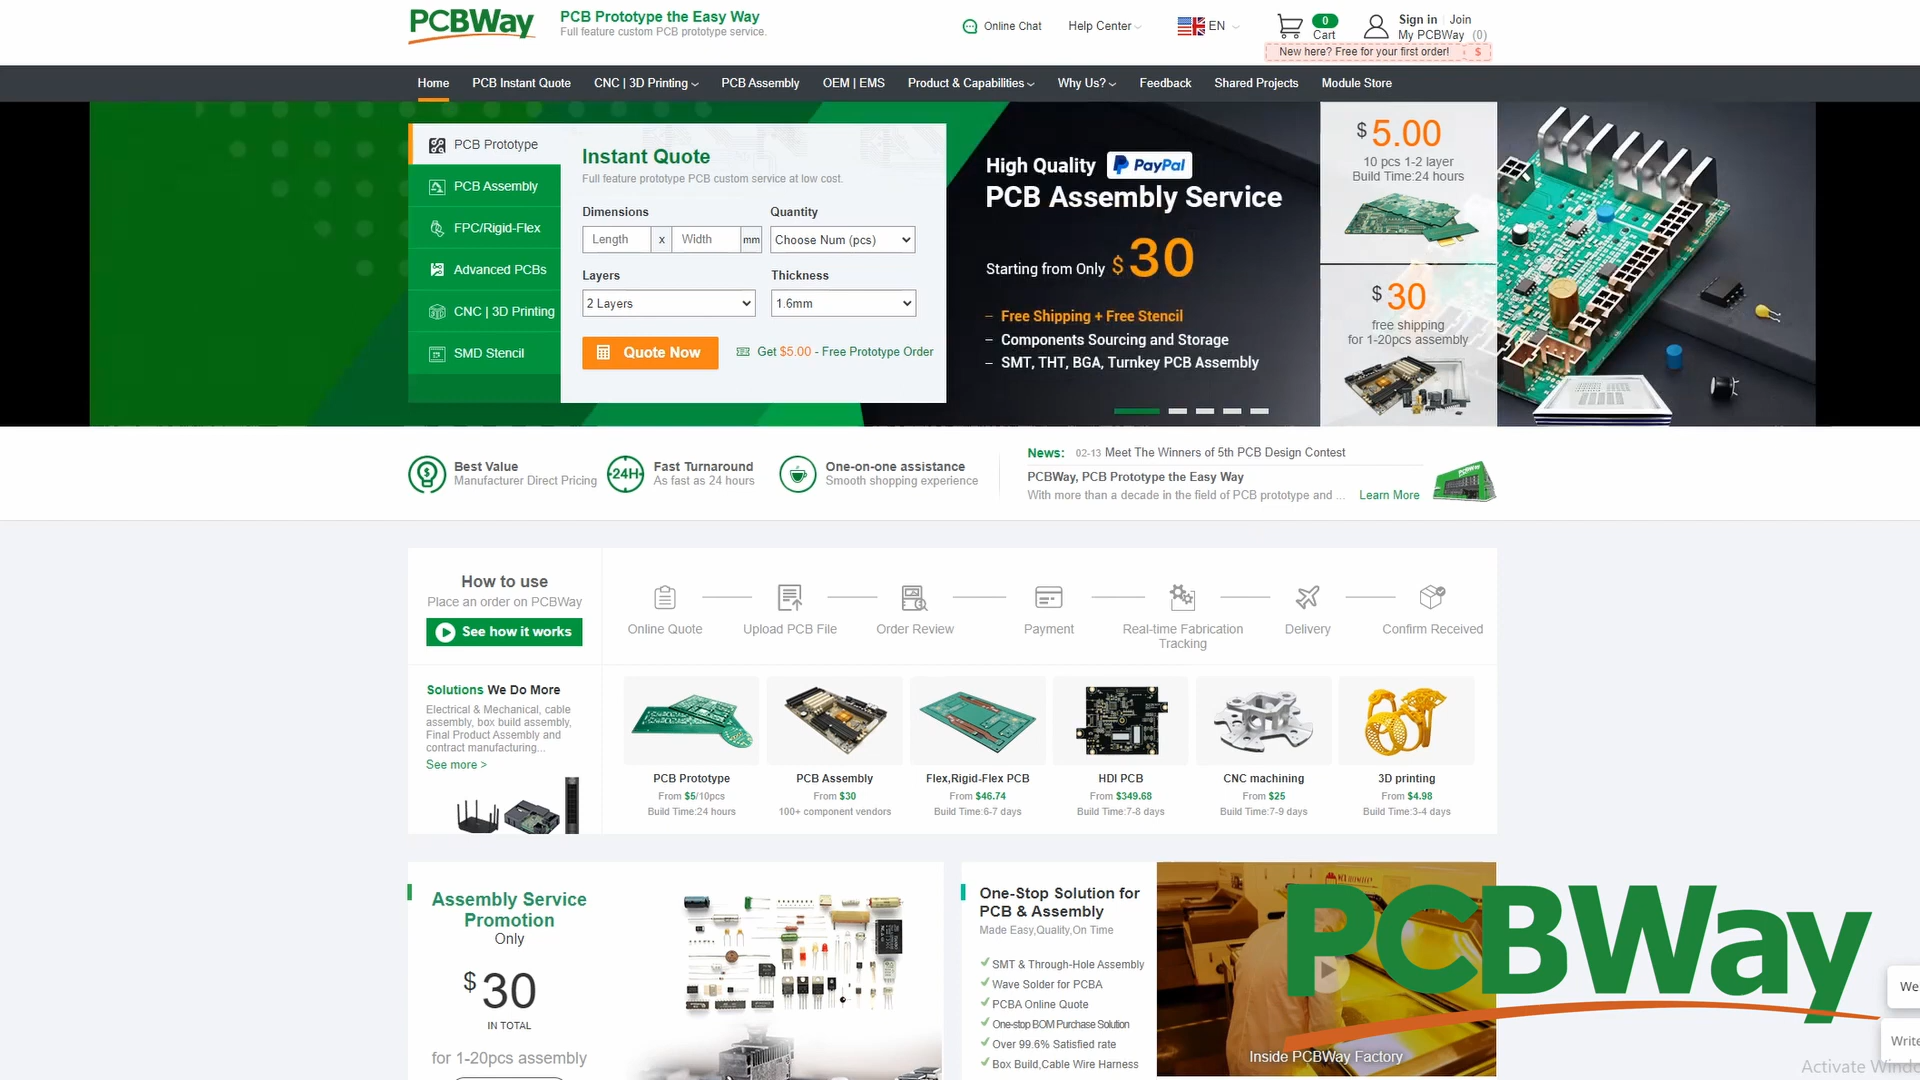 PCBWay
PCB Prototype the Easy Way
Full feature custom PCB prototype service.
Online Chat
Help Center
EN
0
Cart
Sign in
Join
My PCBWay (0)
New here? Free for your first order! $
Home
PCB Instant Quote
CNC | 3D Printing
PCB Assembly
OEM | EMS
Product & Capabilities
Why Us?
Feedback
Shared Projects
Module Store
PCB Prototype
PCB Assembly
FPC/Rigid-Flex
Advanced PCBs
CNC | 3D Printing
SMD Stencil
Instant Quote
Full feature prototype PCB custom service at low cost.
Dimensions
Quantity
Length x Width mm
Choose Num (pcs)
Layers
Thickness
2 Layers
1.6mm
Quote Now
Get $5.00 - Free Prototype Order
High Quality PayPal
PCB Assembly Service
Starting from Only $30
– Free Shipping + Free Stencil
– Components Sourcing and Storage
– SMT, THT, BGA, Turnkey PCB Assembly
$5.00
10 pcs 1-2 layer
Build Time:24 hours
$30
free shipping
for 1-20pcs assembly
Best Value
Manufacturer Direct Pricing
24H
Fast Turnaround
As fast as 24 hours
One-on-one assistance
Smooth shopping experience
News: 02-13 Meet The Winners of 5th PCB Design Contest
PCBWay, PCB Prototype the Easy Way
With more than a decade in the field of PCB prototype and ... Learn More
How to use
Place an order on PCBWay
See how it works
Online Quote
Upload PCB File
Order Review
Payment
Real-time Fabrication
Tracking
Delivery
Confirm Received
Solutions We Do More
Electrical & Mechanical, cable
assembly, box build assembly,
Final Product Assembly and
contract manufacturing...
See more >
PCB Prototype
From $5/10pcs
Build Time:24 hours
PCB Assembly
From $30
100+ component vendors
Flex,Rigid-Flex PCB
From $46.74
Build Time:6-7 days
HDI PCB
From $349.68
Build Time:7-8 days
CNC machining
From $25
Build Time:7-9 days
3D printing
From $4.98
Build Time:3-4 days
Assembly Service
Promotion
Only
$30
IN TOTAL
for 1-20pcs assembly
One-Stop Solution for
PCB & Assembly
Made Easy,Quality,On Time
SMT & Through-Hole Assembly
Wave Solder for PCBA
PCBA Online Quote
One-stop BOM Purchase Solution
Over 99.6% Satisfied rate
Box Build,Cable Wire Harness
Inside PCBWay Factory
PCBWay
We
Write
Activate Windo